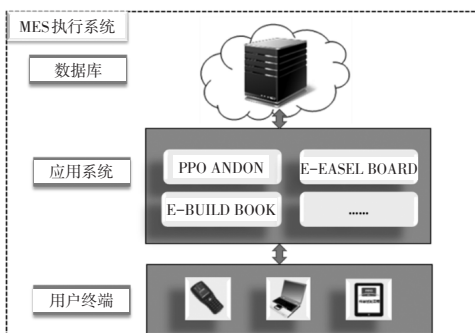 MES执行系统
数据库
应用系统
PPO ANDON
E-EASEL BOARD
E-BUILD BOOK
......
用户终端